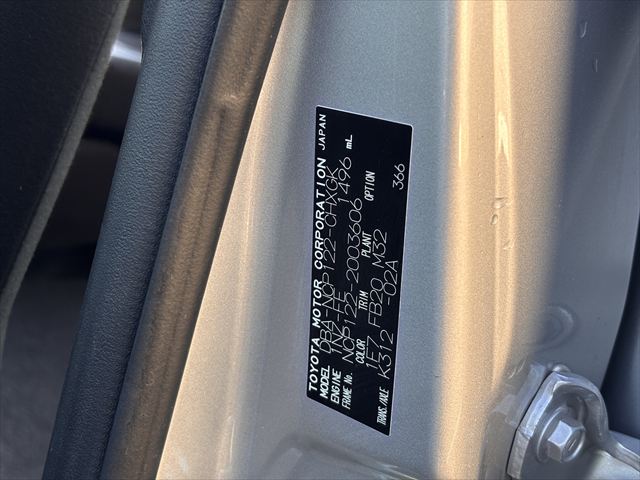 TOYOTA MOTOR CORPORATION JAPAN
MODEL DBA-NCP122-CHXGK
ENGINE 1NZ-FE 1496 mL
FRAME No. NCP122-2003606
COLOR TRIM PLANT OPTION
1E7 FB20 M32 366
TRANS./AXLE K312 -02A